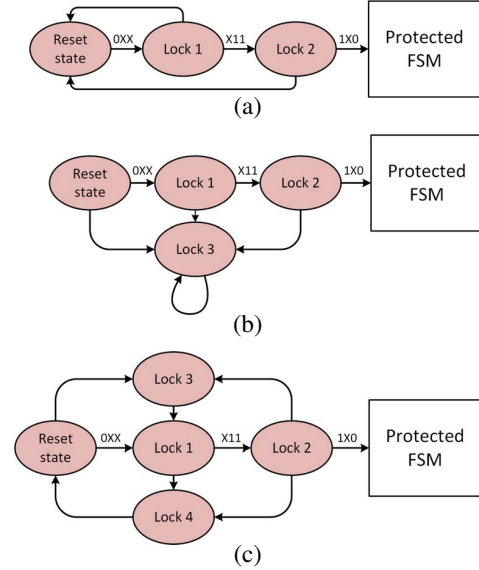 Reset
state
0XX
Lock 1
X11
Lock 2
1X0
Protected
FSM
(a)
Reset
state
0XX
Lock 1
X11
Lock 2
1X0
Protected
FSM
Lock 3
(b)
Lock 3
Reset
state
0XX
Lock 1
X11
Lock 2
1X0
Protected
FSM
Lock 4
(c)